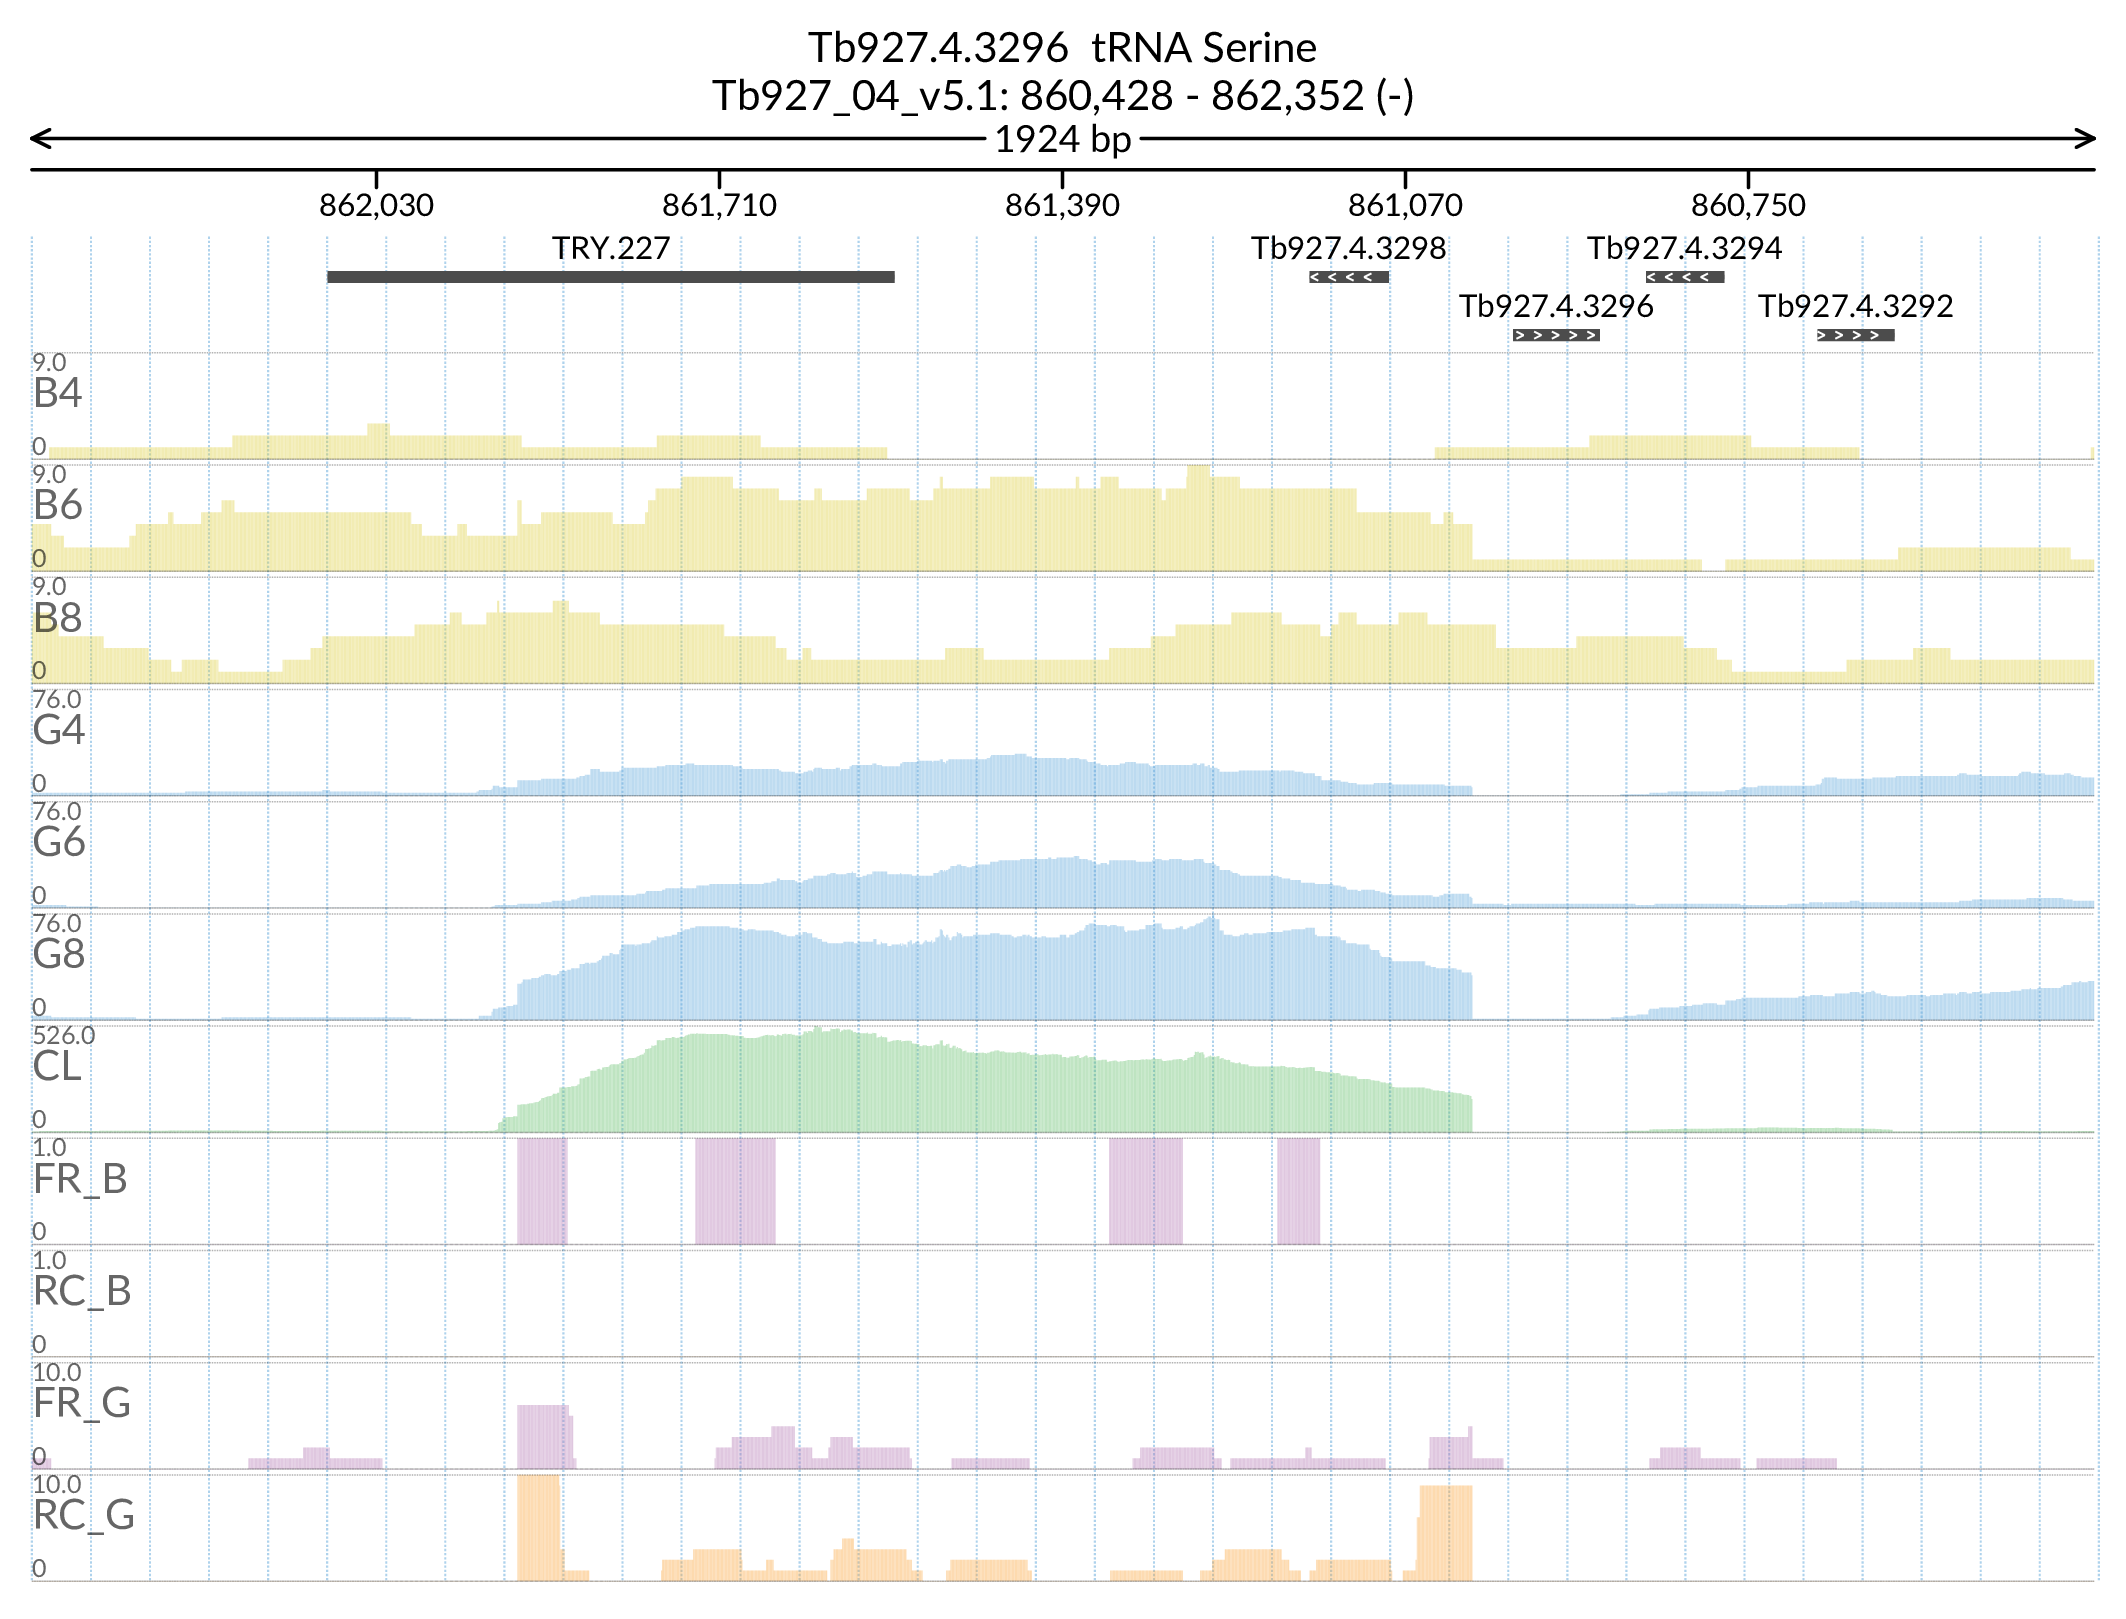 Tb927.4.3296 tRNA Serine
Tb927_04_v5.1: 860,428 - 862,352 (-)
1924 bp
862,030 861,710 861,390 861,070 860,750
TRY.227 Tb927.4.3298 Tb927.4.3294
< < < < < < < <
Tb927.4.3296 Tb927.4.3292
> > > > > > > > >
9.0
B4
0
9.0
B6
0
9.0
B8
0
76.0
G4
0
76.0
G6
0
76.0
G8
0
526.0
CL
0
1.0
FR_B
0
1.0
RC_B
0
10.0
FR_G
0
10.0
RC_G
0